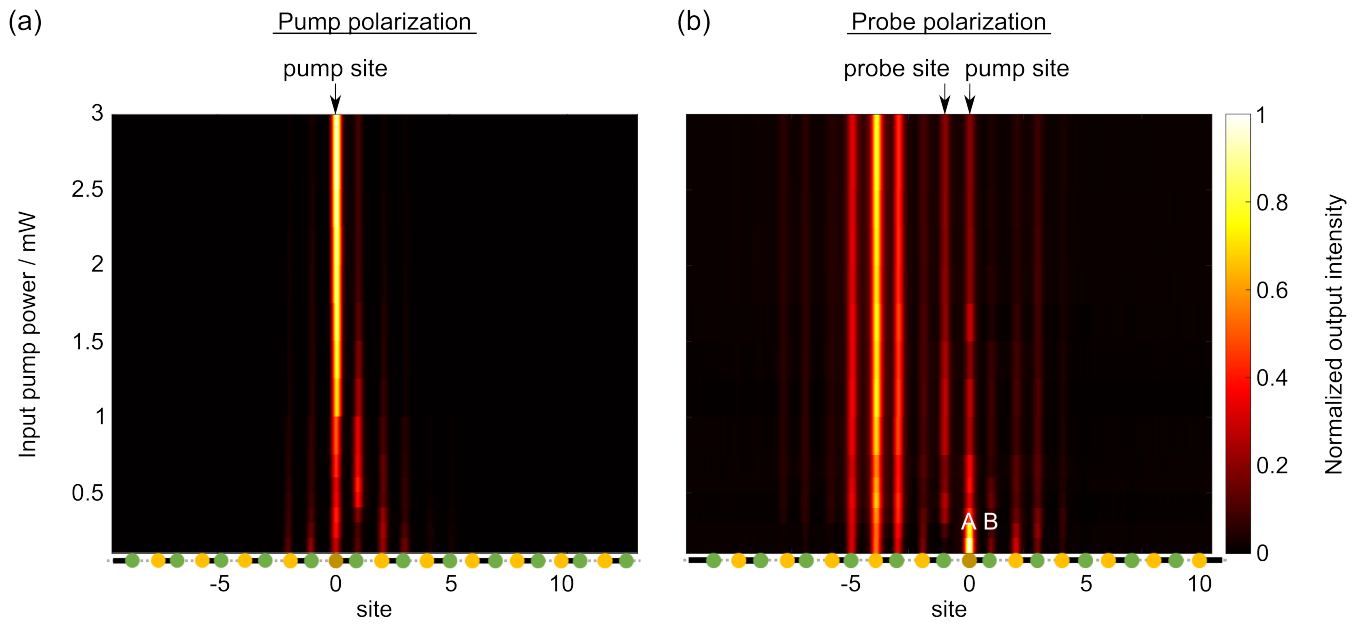 (a)
Pump polarization
pump site
3
2.5
2
1.5
1
0.5
Input pump power / mW
-5
0
5
10
site
(b)
Probe polarization
probe site
pump site
A B
-5
0
5
10
site
1
0.8
0.6
0.4
0.2
0
Normalized output intensity